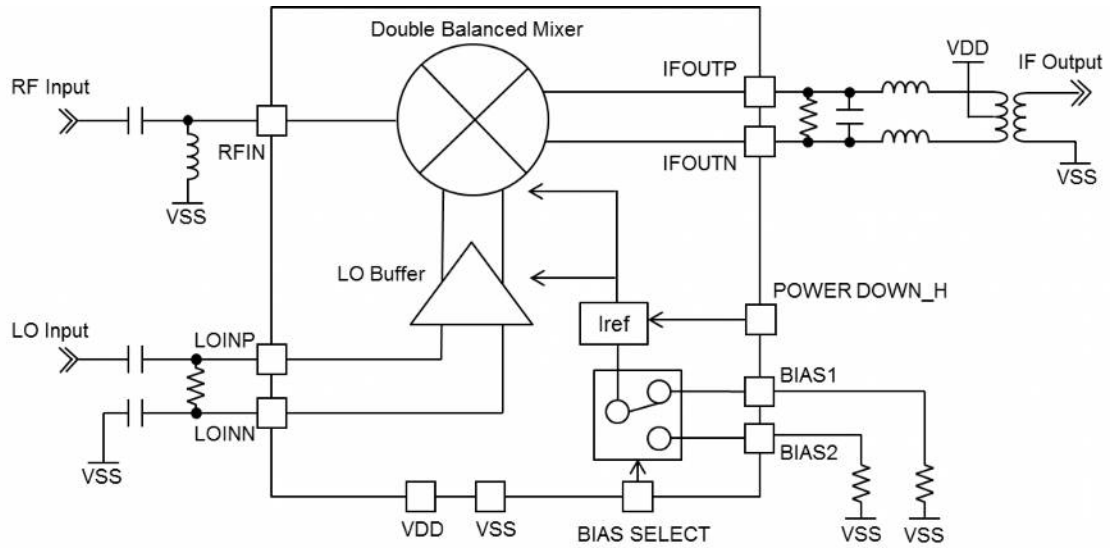 Double Balanced Mixer
VDD
IF Output
IFOUTP
RF Input
RFIN
IFOUTN
VSS
VSS
LO Buffer
POWER DOWN_H
Iref
LO Input
LOINP
BIAS1
LOINN
BIAS2
VSS
VDD
VSS
BIAS SELECT
VSS
VSS